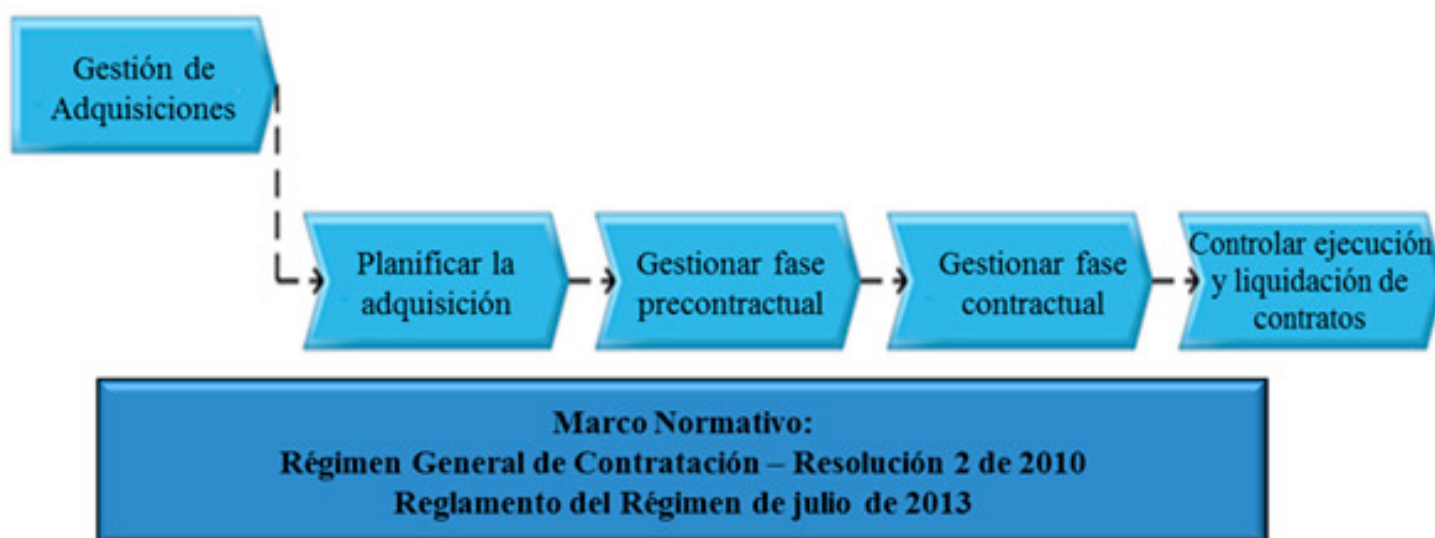 Gestión de
Adquisiciones
Planificar la
adquisición
Gestionar fase
precontractual
Gestionar fase
contractual
Controlar ejecución
y liquidación de
contratos
Marco Normativo:
Régimen General de Contratación – Resolución 2 de 2010
Reglamento del Régimen de julio de 2013